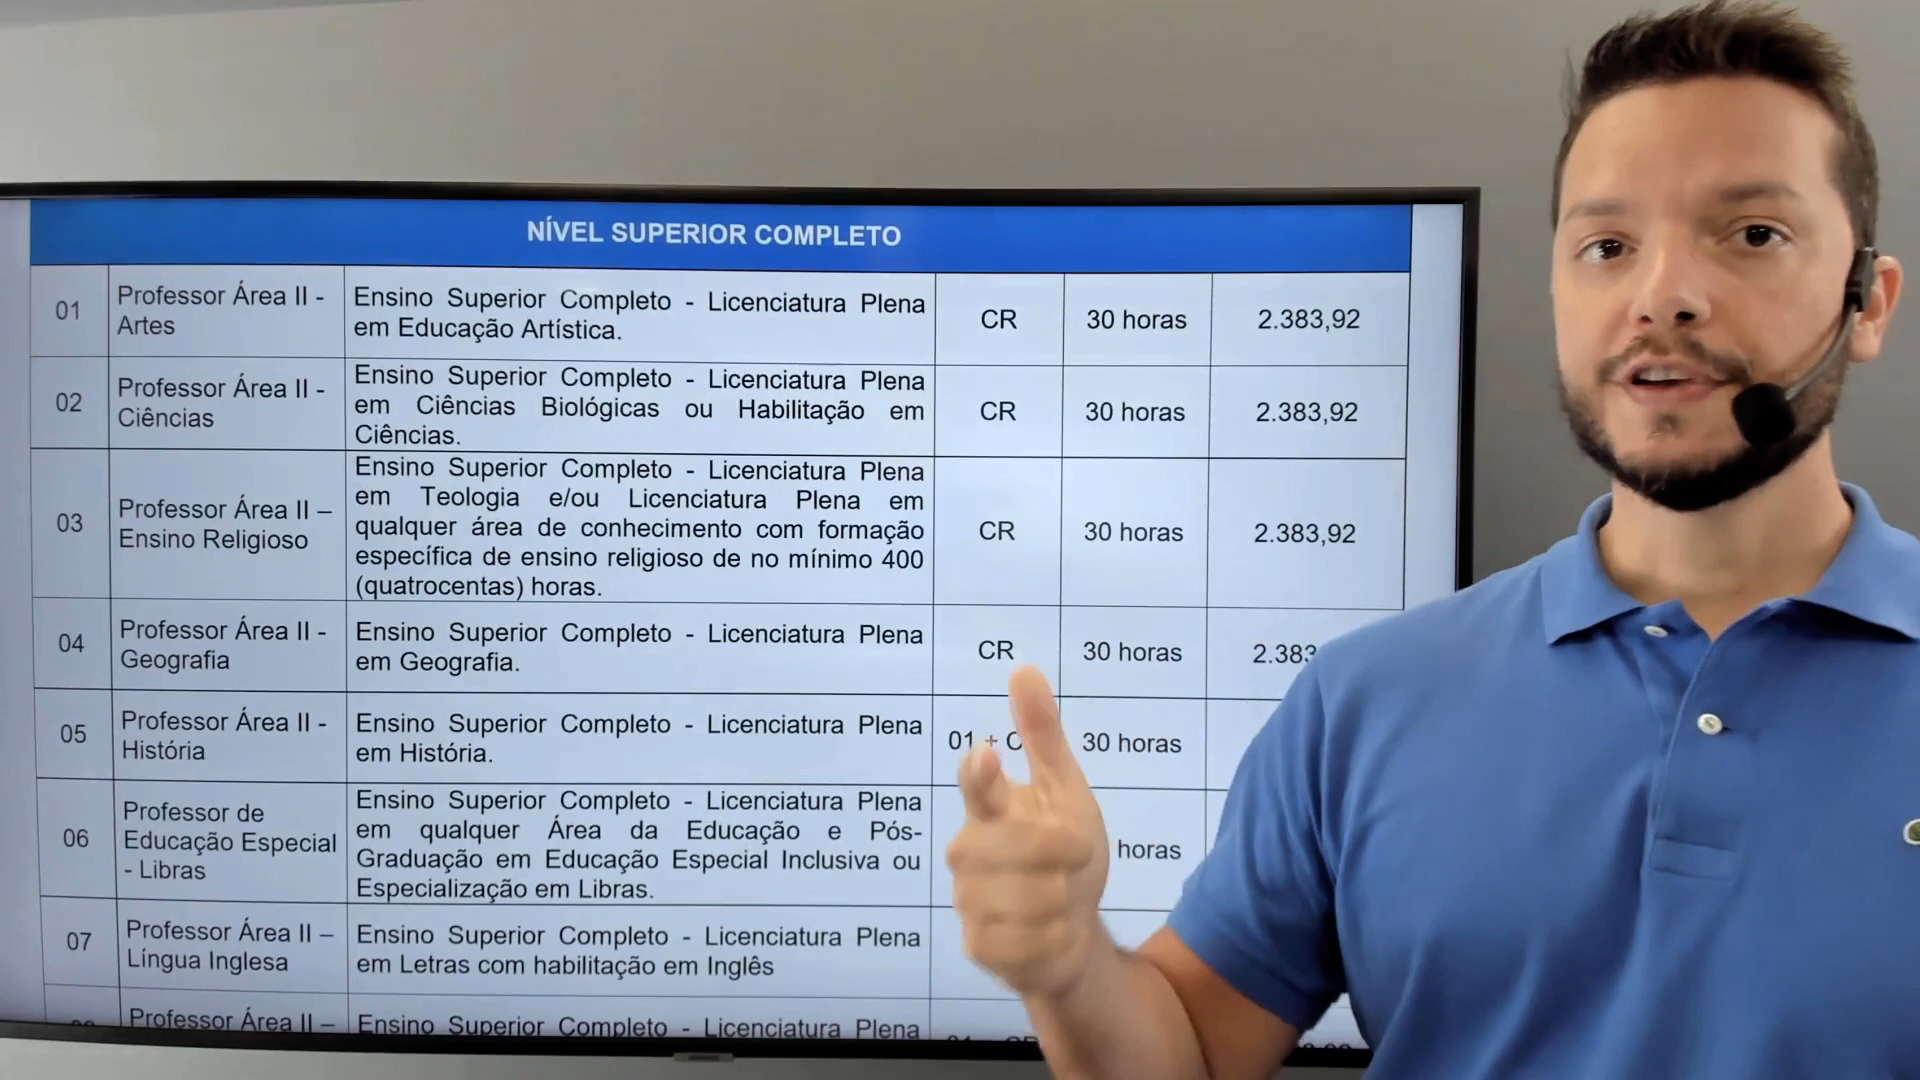 NÍVEL SUPERIOR COMPLETO
01
Professor Área II -
Artes
Ensino Superior Completo - Licenciatura Plena
em Educação Artística.
CR
30 horas
2.383,92
02
Professor Área II -
Ciências
Ensino Superior Completo - Licenciatura Plena
em Ciências Biológicas ou Habilitação em
Ciências.
CR
30 horas
2.383,92
03
Professor Área II –
Ensino Religioso
Ensino Superior Completo - Licenciatura Plena
em Teologia e/ou Licenciatura Plena em
qualquer área de conhecimento com formação
específica de ensino religioso de no mínimo 400
(quatrocentas) horas.
CR
30 horas
2.383,92
04
Professor Área II -
Geografia
Ensino Superior Completo - Licenciatura Plena
em Geografia.
CR
30 horas
2.383
05
Professor Área II -
História
Ensino Superior Completo - Licenciatura Plena
em História.
01 + C
30 horas
06
Professor de
Educação Especial
- Libras
Ensino Superior Completo - Licenciatura Plena
em qualquer Área da Educação e Pós-
Graduação em Educação Especial Inclusiva ou
Especialização em Libras.
horas
07
Professor Área II –
Língua Inglesa
Ensino Superior Completo - Licenciatura Plena
em Letras com habilitação em Inglês
Professor Área II –
Ensino Superior Completo - Licenciatura Plena